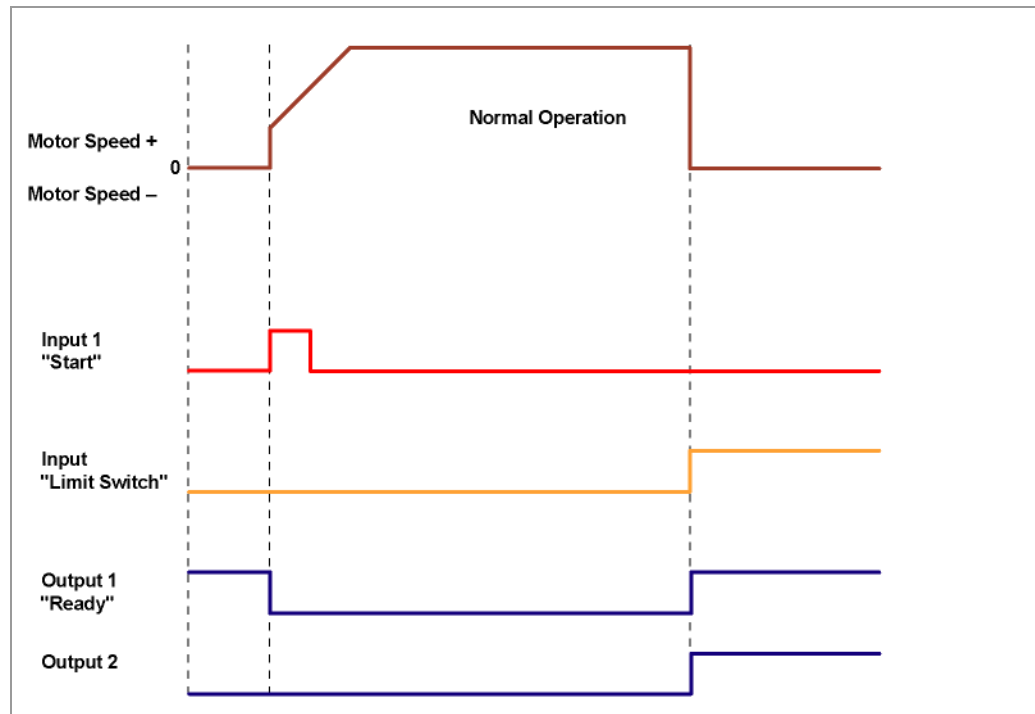 Normal Operation
Motor Speed +
0
Motor Speed –
Input 1
"Start"
Input
"Limit Switch"
Output 1
"Ready"
Output 2